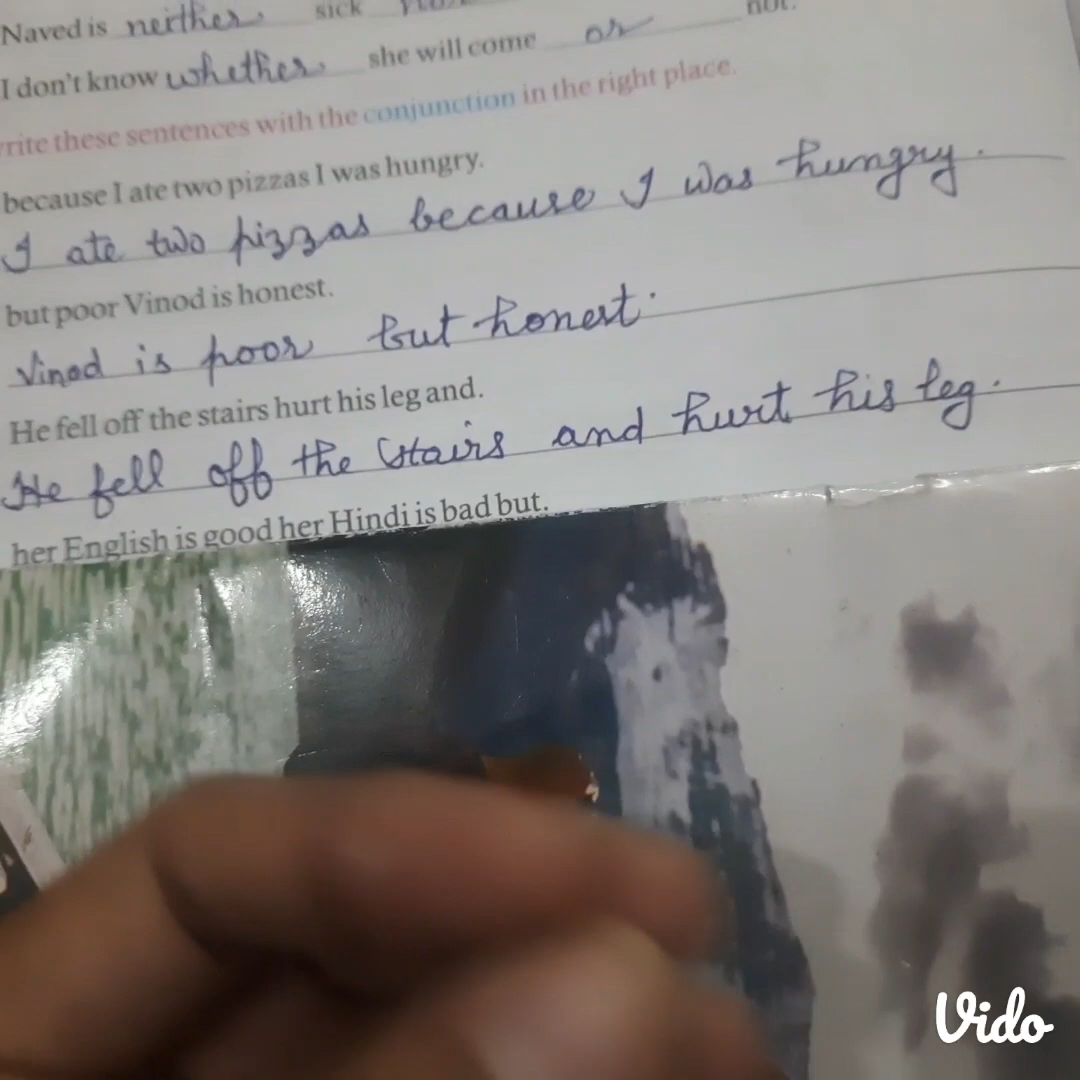 Naved is neither sick
I don't know whether she will come or not.
rite these sentences with the conjunction in the right place.
because I ate two pizzas I was hungry.
I ate two pizzas because I was hungry.
but poor Vinod is honest.
Vinod is poor but honest.
He fell off the stairs hurt his leg and.
He fell off the stairs and hurt his leg.
her English is good her Hindi is bad but.
Vido